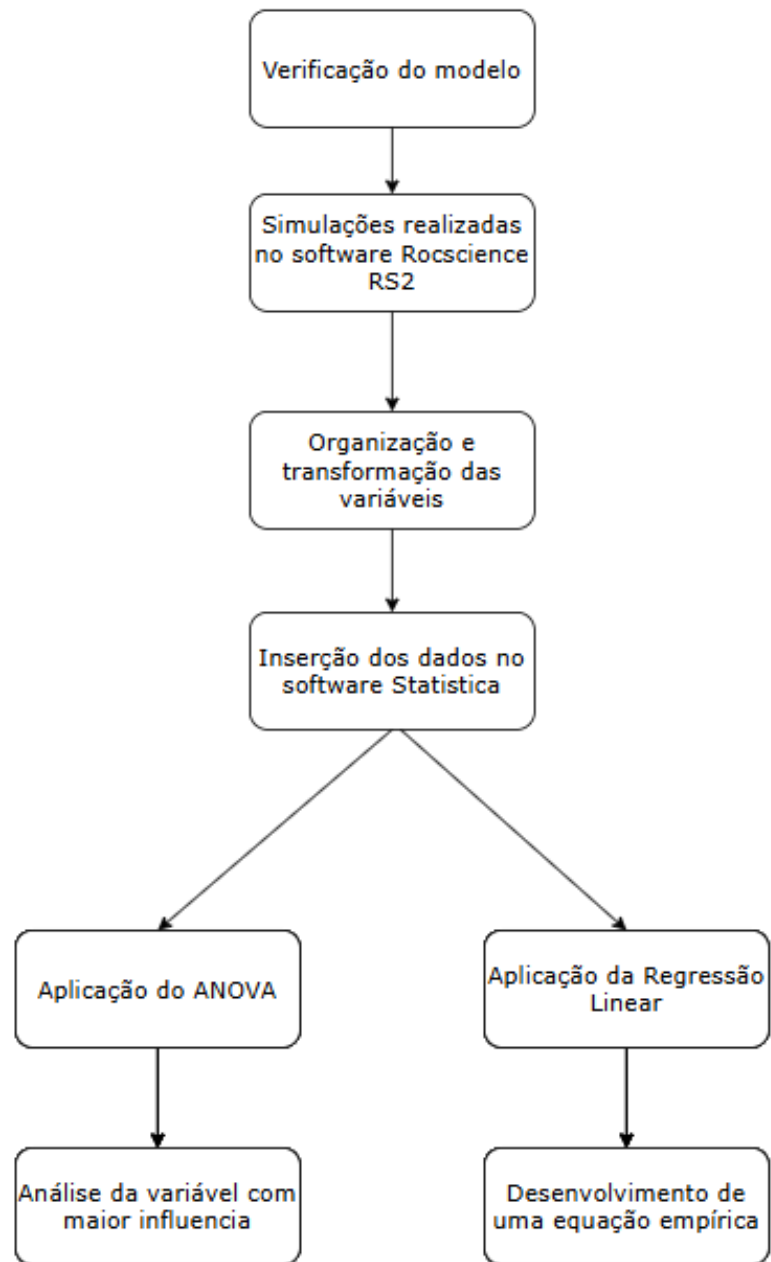 Verificação do modelo
Simulações realizadas
no software Rocscience
RS2
Organização e
transformação das
variáveis
Inserção dos dados no
software Statistica
Aplicação do ANOVA
Aplicação da Regressão
Linear
Análise da variável com
maior influencia
Desenvolvimento de
uma equação empírica